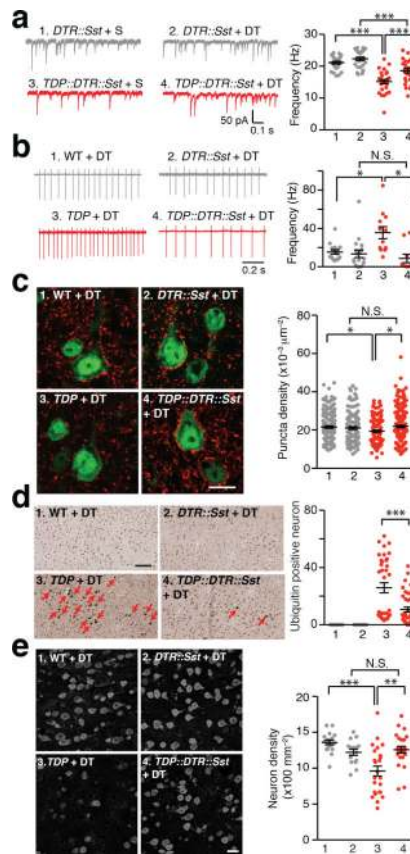 a
1. DTR::Sst + S
2. DTR::Sst + DT
3. TDP::DTR::Sst + S
4. TDP::DTR::Sst + DT
50 pA
0.1 s
***
***
***
Frequency (Hz)
25
20
15
10
5
0
1 2 3 4
b
1. WT + DT
2. DTR::Sst + DT
3. TDP + DT
4. TDP::DTR::Sst + DT
0.2 s
N.S.
*
*
Frequency (Hz)
80
40
0
1 2 3 4
c
1. WT + DT
2. DTR::Sst + DT
3. TDP + DT
4. TDP::DTR::Sst
+ DT
N.S.
*
*
Puncta density (x10⁻³ μm⁻²)
60
40
20
0
1 2 3 4
d
1. WT + DT
2. DTR::Sst + DT
3. TDP + DT
4. TDP::DTR::Sst
+ DT
***
Ubiquitin positive neuron
80
40
0
1 2 3 4
e
1. WT + DT
2. DTR::Sst + DT
3. TDP + DT
4. TDP::DTR::Sst
+ DT
N.S.
***
**
Neuron density
(x100 mm⁻²)
20
15
10
5
0
1 2 3 4